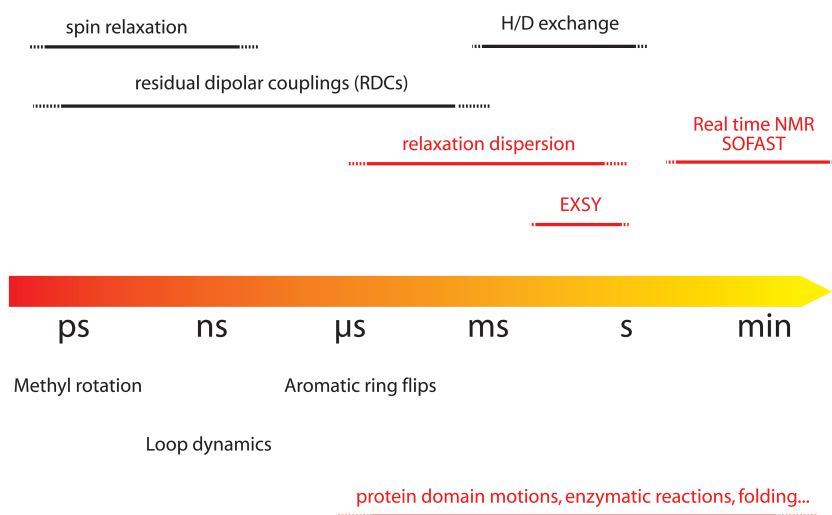 spin relaxation
H/D exchange
residual dipolar couplings (RDCs)
Real time NMR
SOFAST
relaxation dispersion
EXSY
ps ns µs ms s min
Methyl rotation
Aromatic ring flips
Loop dynamics
protein domain motions, enzymatic reactions, folding...